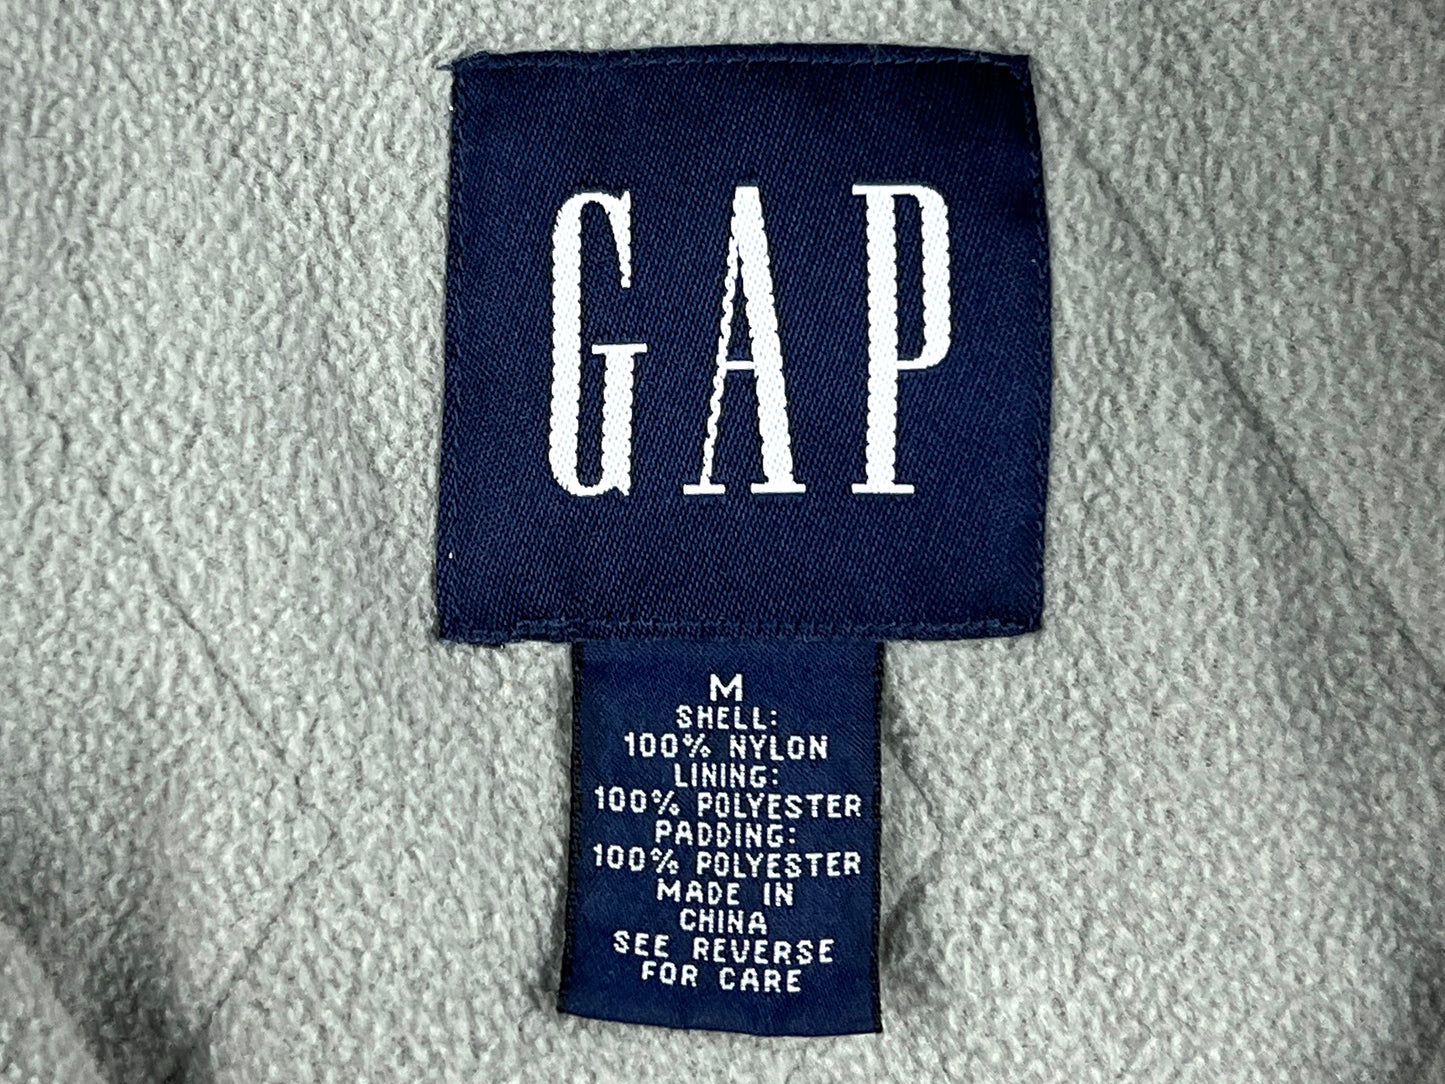 GAP
M
SHELL:
100% NYLON
LINING:
100% POLYESTER
PADDING:
100% POLYESTER
MADE IN
CHINA
SEE REVERSE
FOR CARE